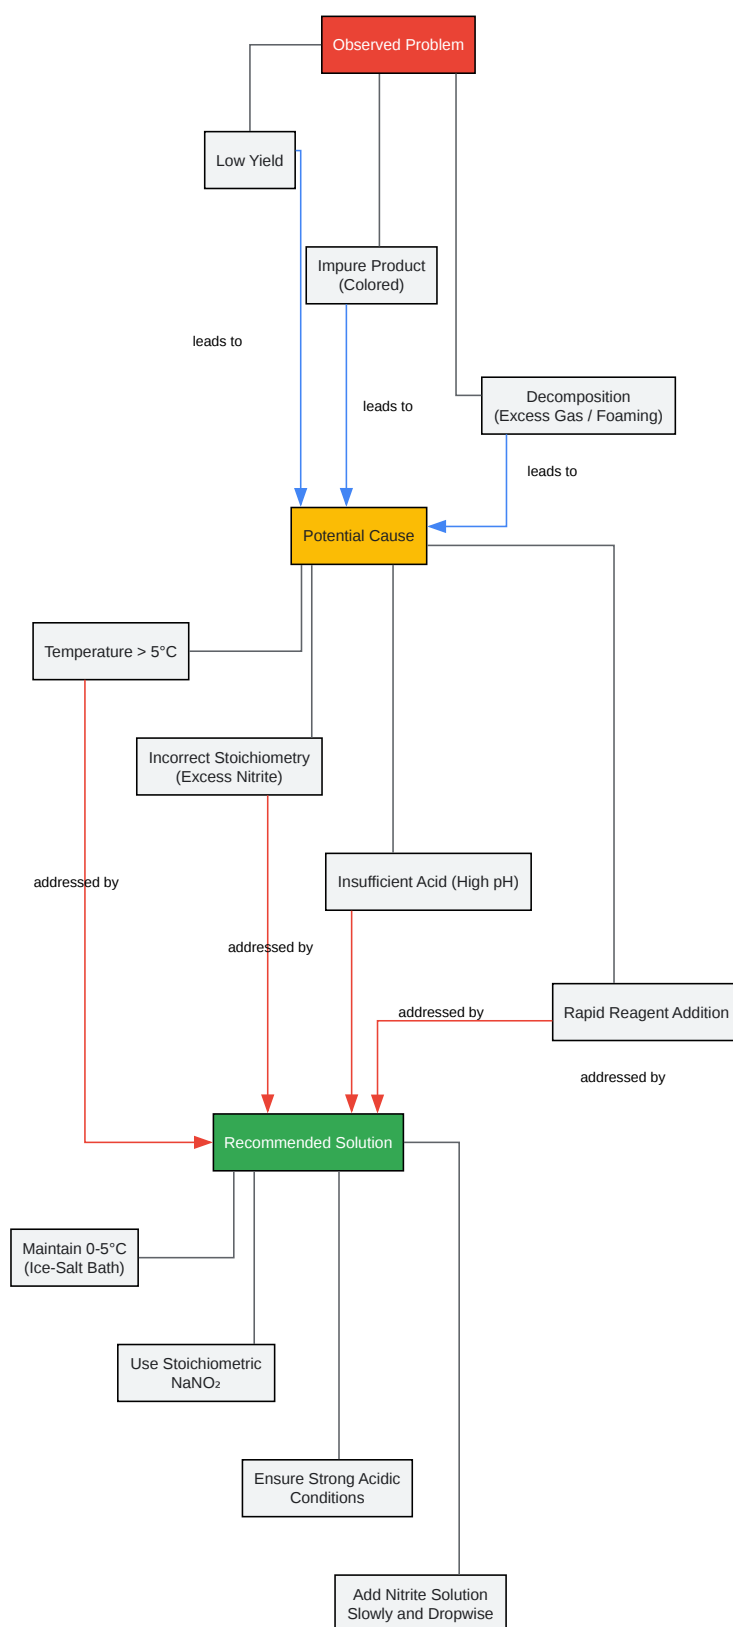 Observed Problem
Low Yield
Impure Product
(Colored)
leads to
Decomposition
(Excess Gas / Foaming)
leads to
leads to
Potential Cause
Temperature > 5°C
Incorrect Stoichiometry
(Excess Nitrite)
addressed by
Insufficient Acid (High pH)
addressed by
addressed by
Rapid Reagent Addition
addressed by
Recommended Solution
Maintain 0-5°C
(Ice-Salt Bath)
Use Stoichiometric
NaNO₂
Ensure Strong Acidic
Conditions
Add Nitrite Solution
Slowly and Dropwise